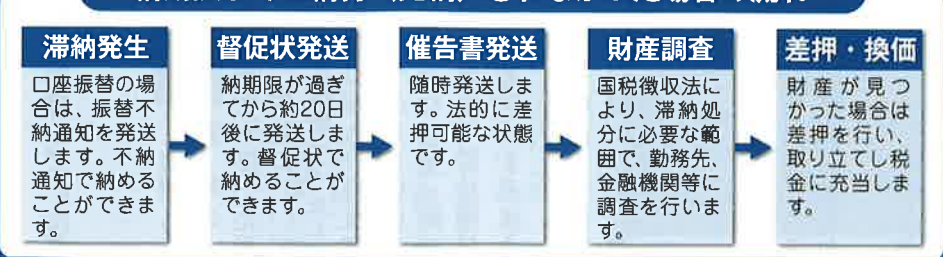 滞納発生
口座振替の場
合は、振替不
納通知を発送
します。不納
通知で納める
ことができま
す。
督促状発送
納期限が過ぎ
てから約20日
後に発送しま
す。督促状で
納めることが
できます。
催告書発送
随時発送しま
す。法的に差
押可能な状態
です。
財産調査
国税徴収法に
より、滞納処
分に必要な範
囲で、勤務先、
金融機関等に
調査を行いま
す。
差押・換価
財産が見つ
かった場合は
差押を行い、
取り立てし税
金に充当しま
す。